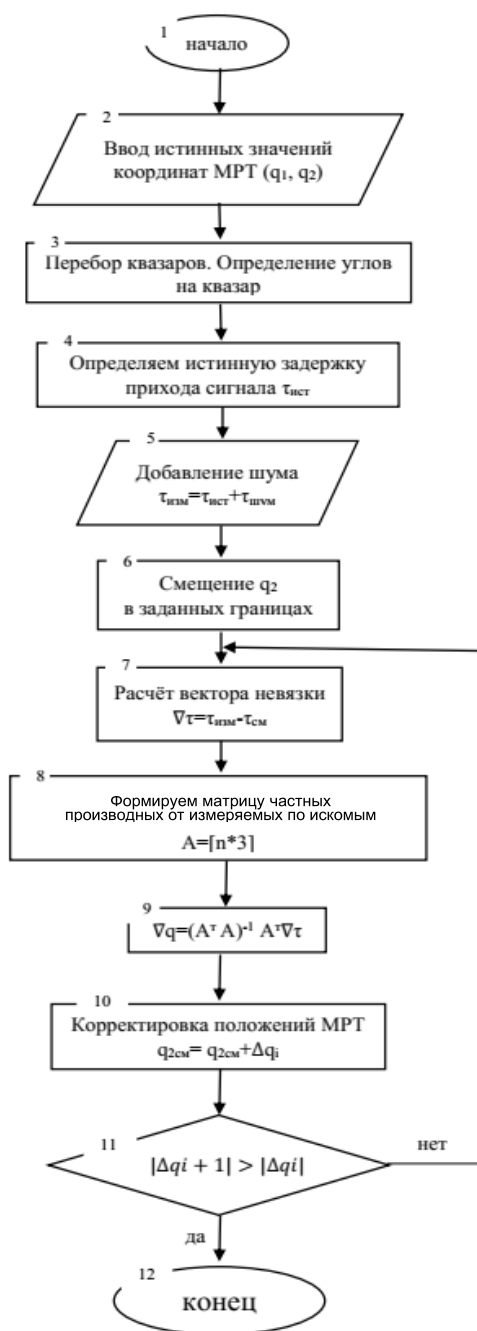 1
начало
2
Ввод истинных значений
координат МРТ (q₁, q₂)
3
Перебор квазаров. Определение углов
на квазар
4
Определяем истинную задержку
прихода сигнала τист
5
Добавление шума
τизм=τист+τшум
6
Смещение q₂
в заданных границах
7
Расчёт вектора невязки
∇τ=τизм-τсм
8
Формируем матрицу частных
производных от измеряемых по искомым
A=[n*3]
9
∇q=(Aᵀ A)⁻¹ Aᵀ∇τ
10
Корректировка положений МРТ
q2см= q2см+Δqi
11
|Δqi + 1| > |Δqi|
нет
да
12
конец